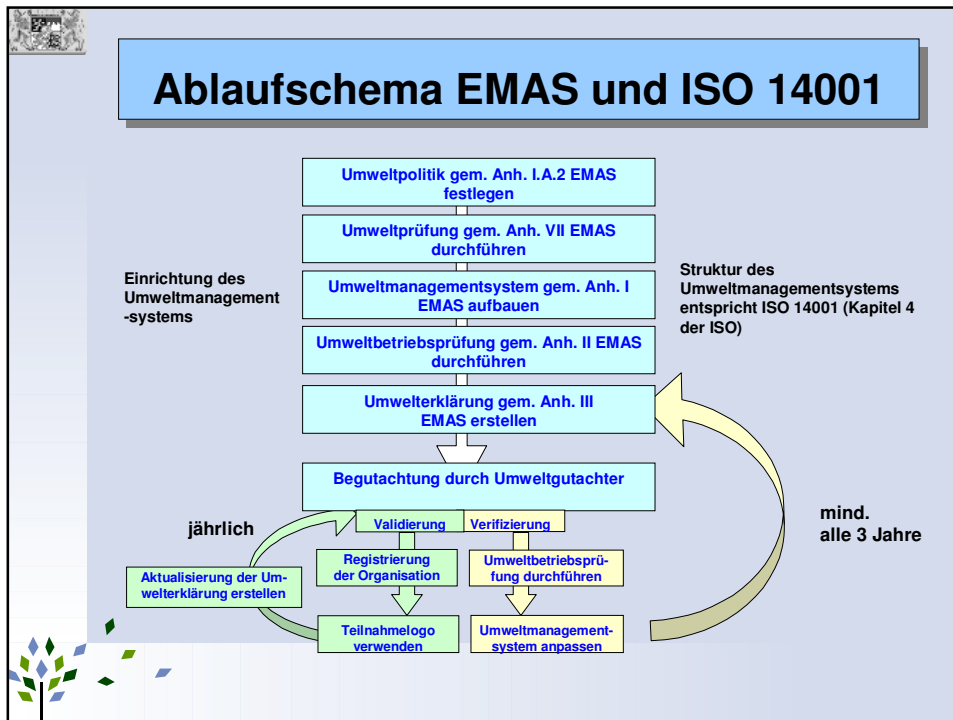 Ablaufschema EMAS und ISO 14001
Umweltpolitik gem. Anh. I.A.2 EMAS
festlegen
Umweltprüfung gem. Anh. VII EMAS
durchführen
Einrichtung des
Umweltmanagement
-systems
Umweltmanagementsystem gem. Anh. I
EMAS aufbauen
Struktur des
Umweltmanagementsystems
entspricht ISO 14001 (Kapitel 4
der ISO)
Umweltbetriebsprüfung gem. Anh. II EMAS
durchführen
Umwelterklärung gem. Anh. III
EMAS erstellen
Begutachtung durch Umweltgutachter
jährlich
Validierung
Verifizierung
mind.
alle 3 Jahre
Registrierung
der Organisation
Umweltbetriebsprü-
fung durchführen
Aktualisierung der Um-
welterklärung erstellen
Teilnahmelogo
verwenden
Umweltmanagement-
system anpassen